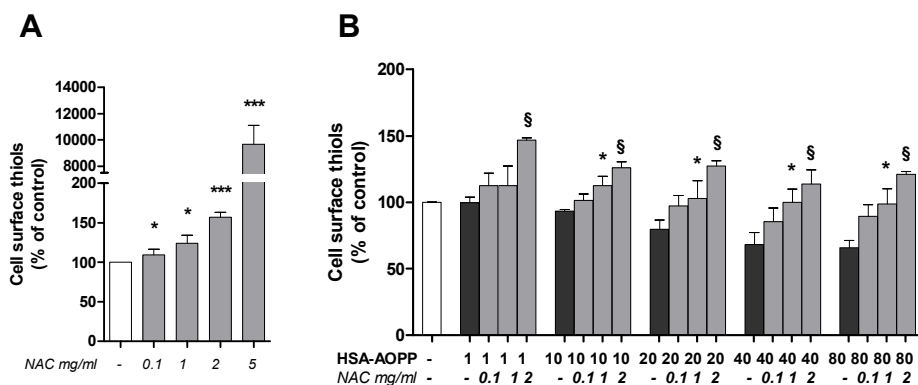 A
Cell surface thiols
(% of control)
14000
12000
10000
8000
6000
200
150
100
50
0
*
*
***
***
NAC mg/ml
- 0.1 1 2 5
B
Cell surface thiols
(% of control)
200
150
100
50
0
§
* §
* §
* §
* §
HSA-AOPP - 1 1 1 1 10 10 10 10 20 20 20 20 40 40 40 40 80 80 80 80
NAC mg/ml - - 0.1 1 2 - 0.1 1 2 - 0.1 1 2 - 0.1 1 2 - 0.1 1 2